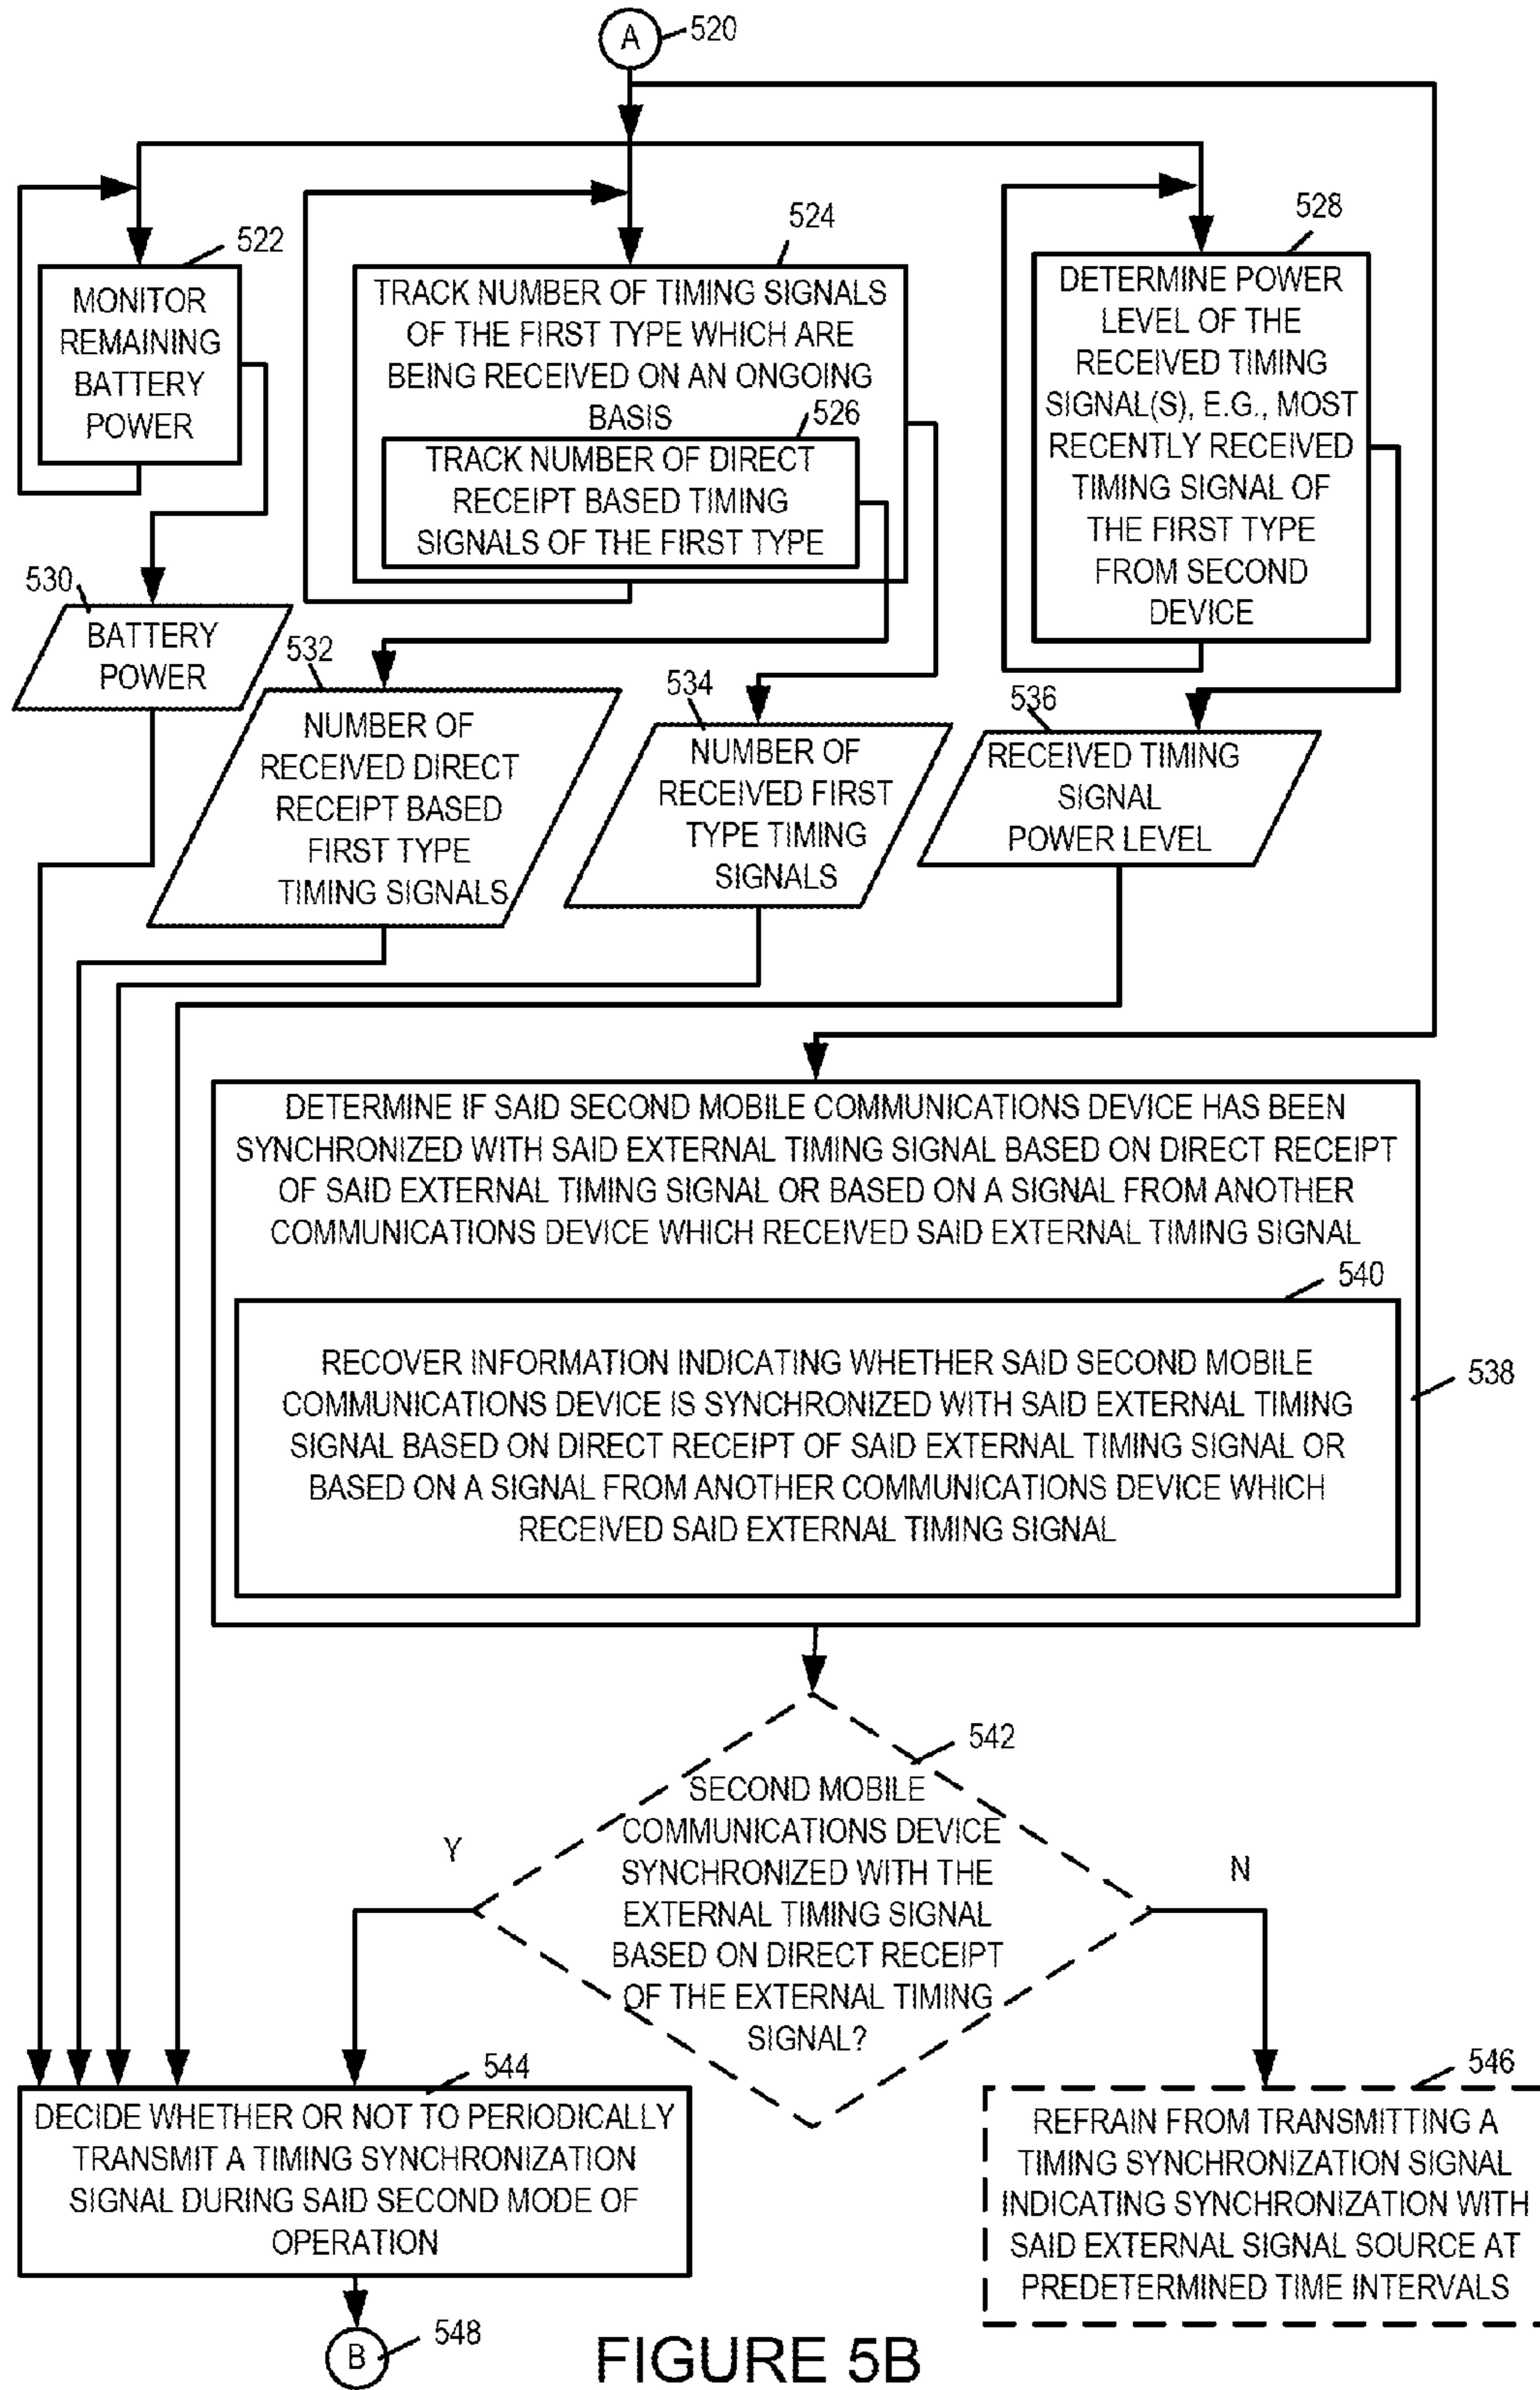 A
520
522
MONITOR
REMAINING
BATTERY
POWER
524
TRACK NUMBER OF TIMING SIGNALS
OF THE FIRST TYPE WHICH ARE
BEING RECEIVED ON AN ONGOING
BASIS
526
TRACK NUMBER OF DIRECT
RECEIPT BASED TIMING
SIGNALS OF THE FIRST TYPE
528
DETERMINE POWER
LEVEL OF THE
RECEIVED TIMING
SIGNAL(S), E.G., MOST
RECENTLY RECEIVED
TIMING SIGNAL OF
THE FIRST TYPE
FROM SECOND
DEVICE
530
BATTERY
POWER
532
NUMBER OF
RECEIVED DIRECT
RECEIPT BASED
FIRST TYPE
TIMING SIGNALS
534
NUMBER OF
RECEIVED FIRST
TYPE TIMING
SIGNALS
536
RECEIVED TIMING
SIGNAL
POWER LEVEL
DETERMINE IF SAID SECOND MOBILE COMMUNICATIONS DEVICE HAS BEEN
SYNCHRONIZED WITH SAID EXTERNAL TIMING SIGNAL BASED ON DIRECT RECEIPT
OF SAID EXTERNAL TIMING SIGNAL OR BASED ON A SIGNAL FROM ANOTHER
COMMUNICATIONS DEVICE WHICH RECEIVED SAID EXTERNAL TIMING SIGNAL
540
RECOVER INFORMATION INDICATING WHETHER SAID SECOND MOBILE
COMMUNICATIONS DEVICE IS SYNCHRONIZED WITH SAID EXTERNAL TIMING
SIGNAL BASED ON DIRECT RECEIPT OF SAID EXTERNAL TIMING SIGNAL OR
BASED ON A SIGNAL FROM ANOTHER COMMUNICATIONS DEVICE WHICH
RECEIVED SAID EXTERNAL TIMING SIGNAL
538
542
SECOND MOBILE
COMMUNICATIONS DEVICE
SYNCHRONIZED WITH THE
EXTERNAL TIMING SIGNAL
BASED ON DIRECT RECEIPT
OF THE EXTERNAL TIMING
SIGNAL?
Y
N
544
DECIDE WHETHER OR NOT TO PERIODICALLY
TRANSMIT A TIMING SYNCHRONIZATION
SIGNAL DURING SAID SECOND MODE OF
OPERATION
546
REFRAIN FROM TRANSMITTING A
TIMING SYNCHRONIZATION SIGNAL
INDICATING SYNCHRONIZATION WITH
SAID EXTERNAL SIGNAL SOURCE AT
PREDETERMINED TIME INTERVALS
B
548
FIGURE 5B